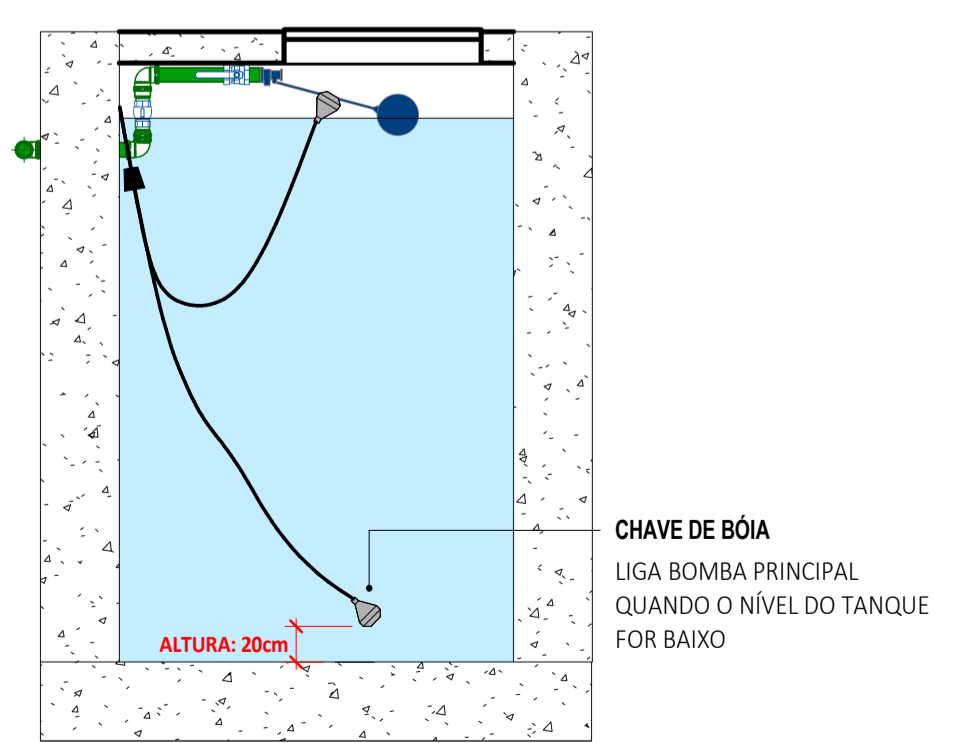 CHAVE DE BÓIA
LIGA BOMBA PRINCIPAL
QUANDO O NÍVEL DO TANQUE
FOR BAIXO
ALTURA: 20cm